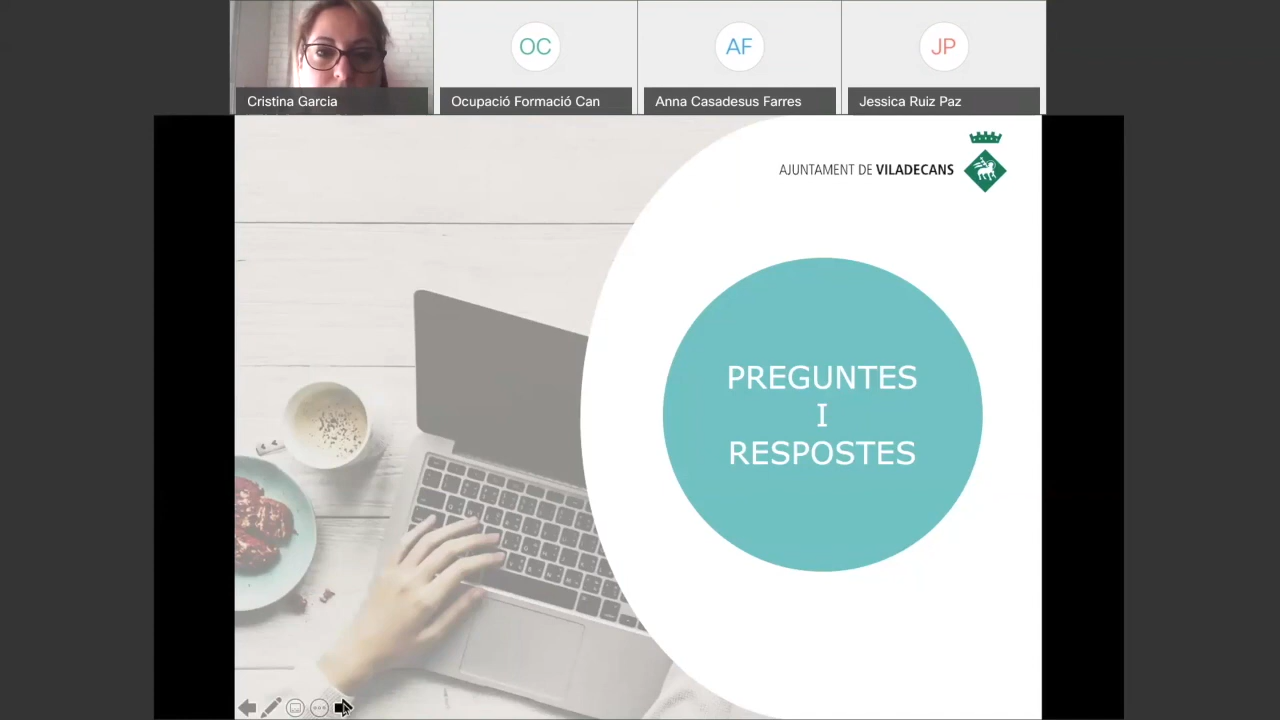 OC
AF
JP
Cristina Garcia
Ocupació Formació Can
Anna Casadesus Farres
Jessica Ruiz Paz
AJUNTAMENT DE VILADECANS
PREGUNTES
I
RESPOSTES